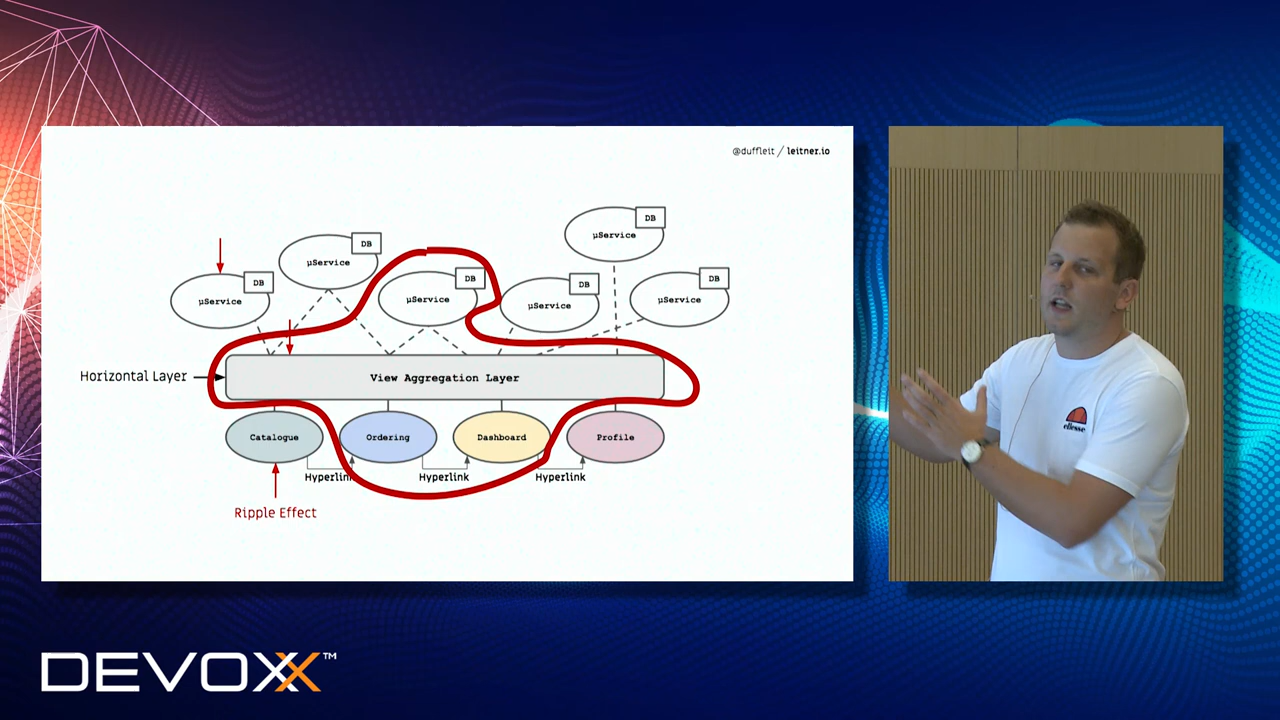 @duffleit / leitner.io
DB
µService
DB
µService
DB
µService
DB
µService
DB
µService
DB
µService
Horizontal Layer
View Aggregation Layer
Catalogue
Ordering
Dashboard
Profile
Hyperlink
Hyperlink
Hyperlink
Ripple Effect
ellesse
DEVOXX™